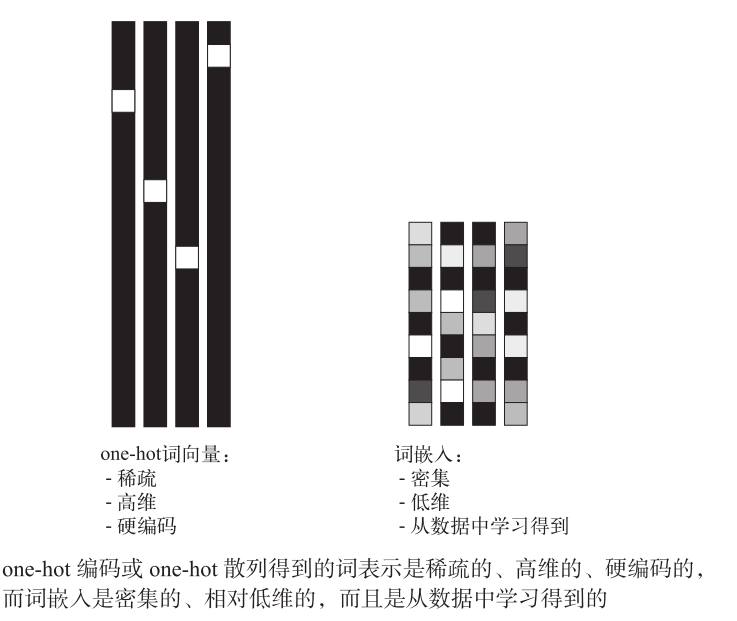 one-hot词向量：
- 稀疏
- 高维
- 硬编码
词嵌入：
- 密集
- 低维
- 从数据中学习得到
one-hot 编码或 one-hot 散列得到的词表示是稀疏的、高维的、硬编码的，
而词嵌入是密集的、相对低维的，而且是从数据中学习得到的